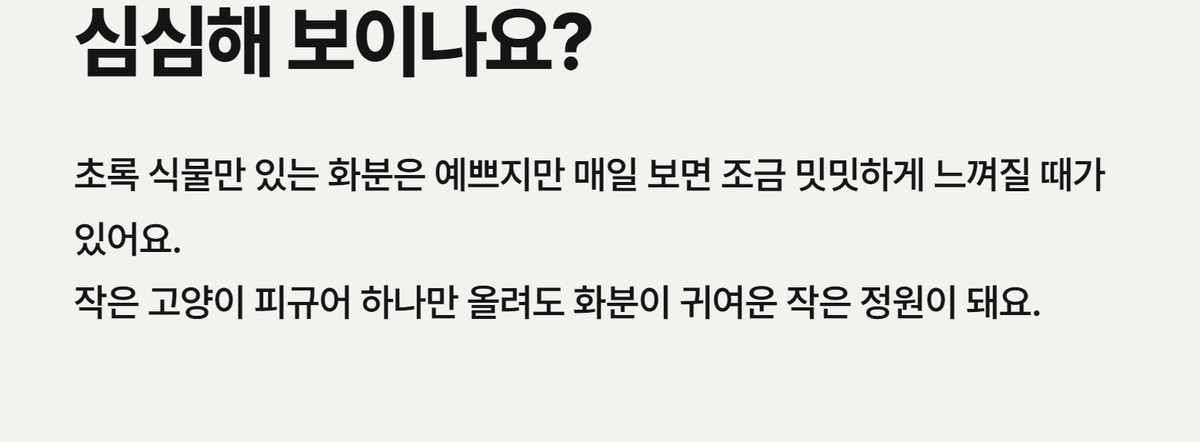 심심해 보이나요?
초록 식물만 있는 화분은 예쁘지만 매일 보면 조금 밋밋하게 느껴질 때가
있어요.
작은 고양이 피규어 하나만 올려도 화분이 귀여운 작은 정원이 돼요.